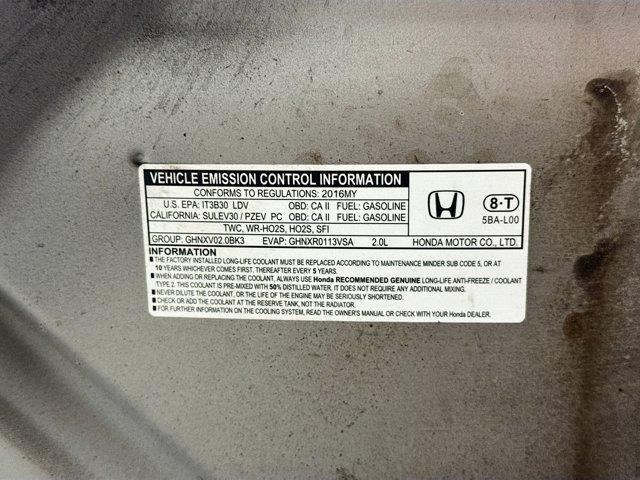 VEHICLE EMISSION CONTROL INFORMATION
CONFORMS TO REGULATIONS: 2016MY
U.S. EPA: IT3B30 LDV OBD: CA II FUEL: GASOLINE
CALIFORNIA: SULEV30 / PZEV PC OBD: CA II FUEL: GASOLINE
TWC, WR-HO2S, HO2S, SFI
GROUP: GHNXV02.0BK3 EVAP: GHNXR0113VSA 2.0L
8·T
5BA-L00
HONDA MOTOR CO., LTD.
INFORMATION
■ THE FACTORY INSTALLED LONG-LIFE COOLANT MUST BE REPLACED ACCORDING TO MAINTENANCE MINDER SUB CODE 5, OR AT
10 YEARS WHICHEVER COMES FIRST. THEREAFTER EVERY 5 YEARS.
■ WHEN ADDING OR REPLACING THE COOLANT, ALWAYS USE Honda RECOMMENDED GENUINE LONG-LIFE ANTI-FREEZE / COOLANT
TYPE 2. THIS COOLANT IS PRE-MIXED WITH 50% DISTILLED WATER. IT DOES NOT REQUIRE ANY ADDITIONAL MIXING.
■ NEVER DILUTE THE COOLANT, OR THE LIFE OF THE ENGINE MAY BE SERIOUSLY SHORTENED.
■ CHECK OR ADD THE COOLANT AT THE RESERVE TANK, NOT THE RADIATOR.
■ FOR FURTHER INFORMATION ON THE COOLING SYSTEM, READ THE OWNER'S MANUAL OR CHECK WITH YOUR Honda DEALER.